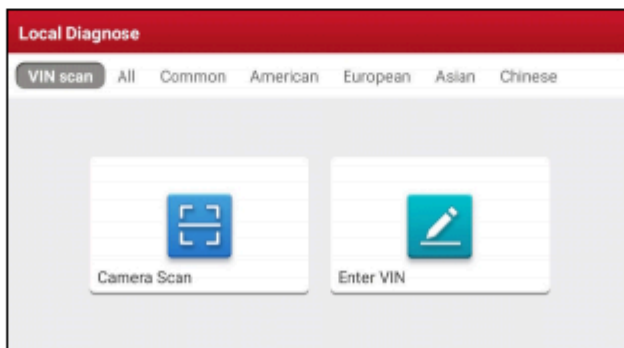 Local Diagnose
VIN scan All Common American European Asian Chinese
Camera Scan Enter VIN